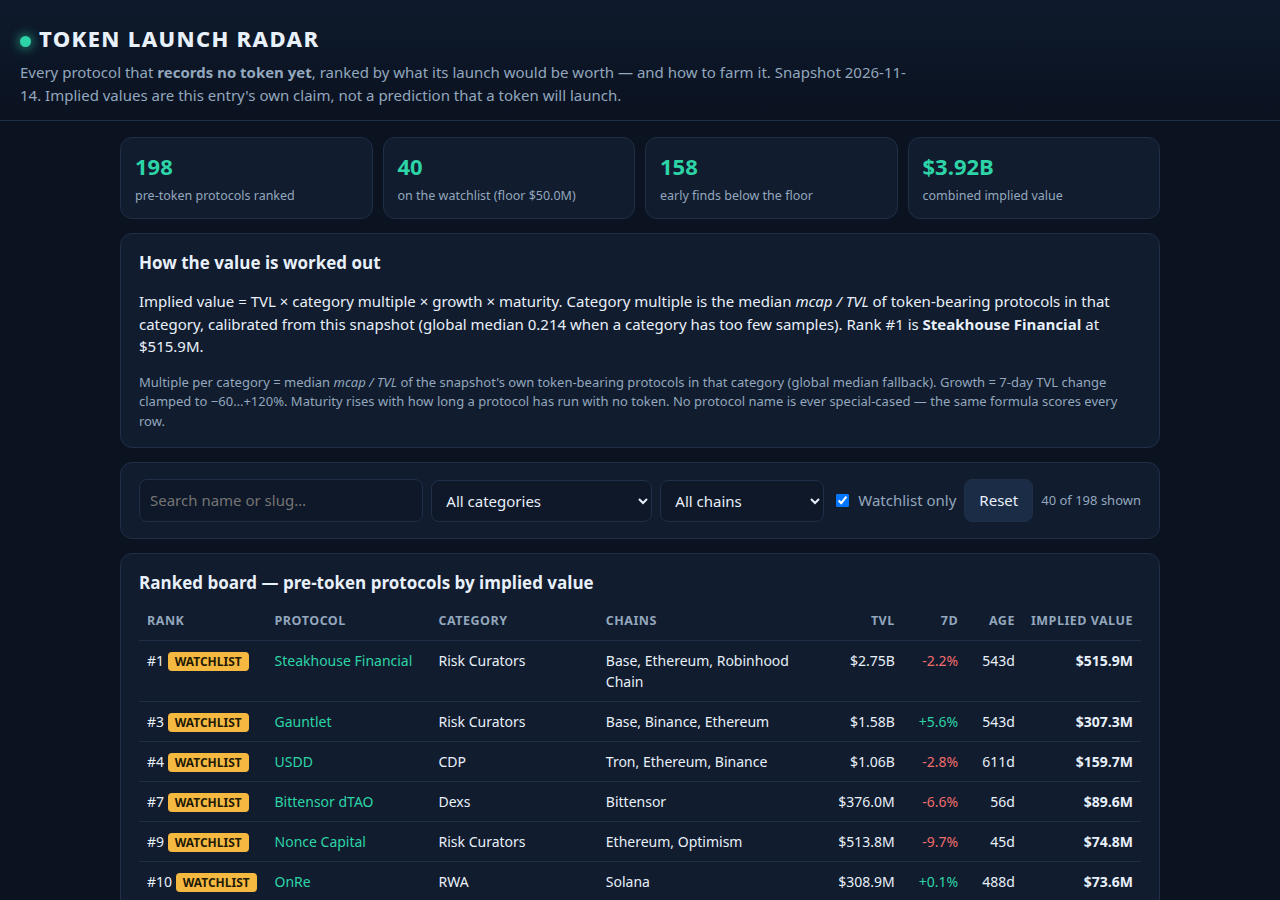 TOKEN LAUNCH RADAR
Every protocol that records no token yet, ranked by what its launch would be worth — and how to farm it. Snapshot 2026-11-
14. Implied values are this entry's own claim, not a prediction that a token will launch.
198
pre-token protocols ranked
40
on the watchlist (floor $50.0M)
158
early finds below the floor
$3.92B
combined implied value
How the value is worked out
Implied value = TVL × category multiple × growth × maturity. Category multiple is the median mcap / TVL of token-bearing protocols in that
category, calibrated from this snapshot (global median 0.214 when a category has too few samples). Rank #1 is Steakhouse Financial at
$515.9M.
Multiple per category = median mcap / TVL of the snapshot's own token-bearing protocols in that category (global median fallback). Growth = 7-day TVL change
clamped to −60…+120%. Maturity rises with how long a protocol has run with no token. No protocol name is ever special-cased — the same formula scores every
row.
Search name or slug... All categories All chains Watchlist only Reset 40 of 198 shown
Ranked board — pre-token protocols by implied value
RANK PROTOCOL CATEGORY CHAINS TVL 7D AGE IMPLIED VALUE
#1 WATCHLIST Steakhouse Financial Risk Curators Base, Ethereum, Robinhood $2.75B -2.2% 543d $515.9M
Chain
#3 WATCHLIST Gauntlet Risk Curators Base, Binance, Ethereum $1.58B +5.6% 543d $307.3M
#4 WATCHLIST USDD CDP Tron, Ethereum, Binance $1.06B -2.8% 611d $159.7M
#7 WATCHLIST Bittensor dTAO Dexs Bittensor $376.0M -6.6% 56d $89.6M
#9 WATCHLIST Nonce Capital Risk Curators Ethereum, Optimism $513.8M -9.7% 45d $74.8M
#10 WATCHLIST OnRe RWA Solana $308.9M +0.1% 488d $73.6M